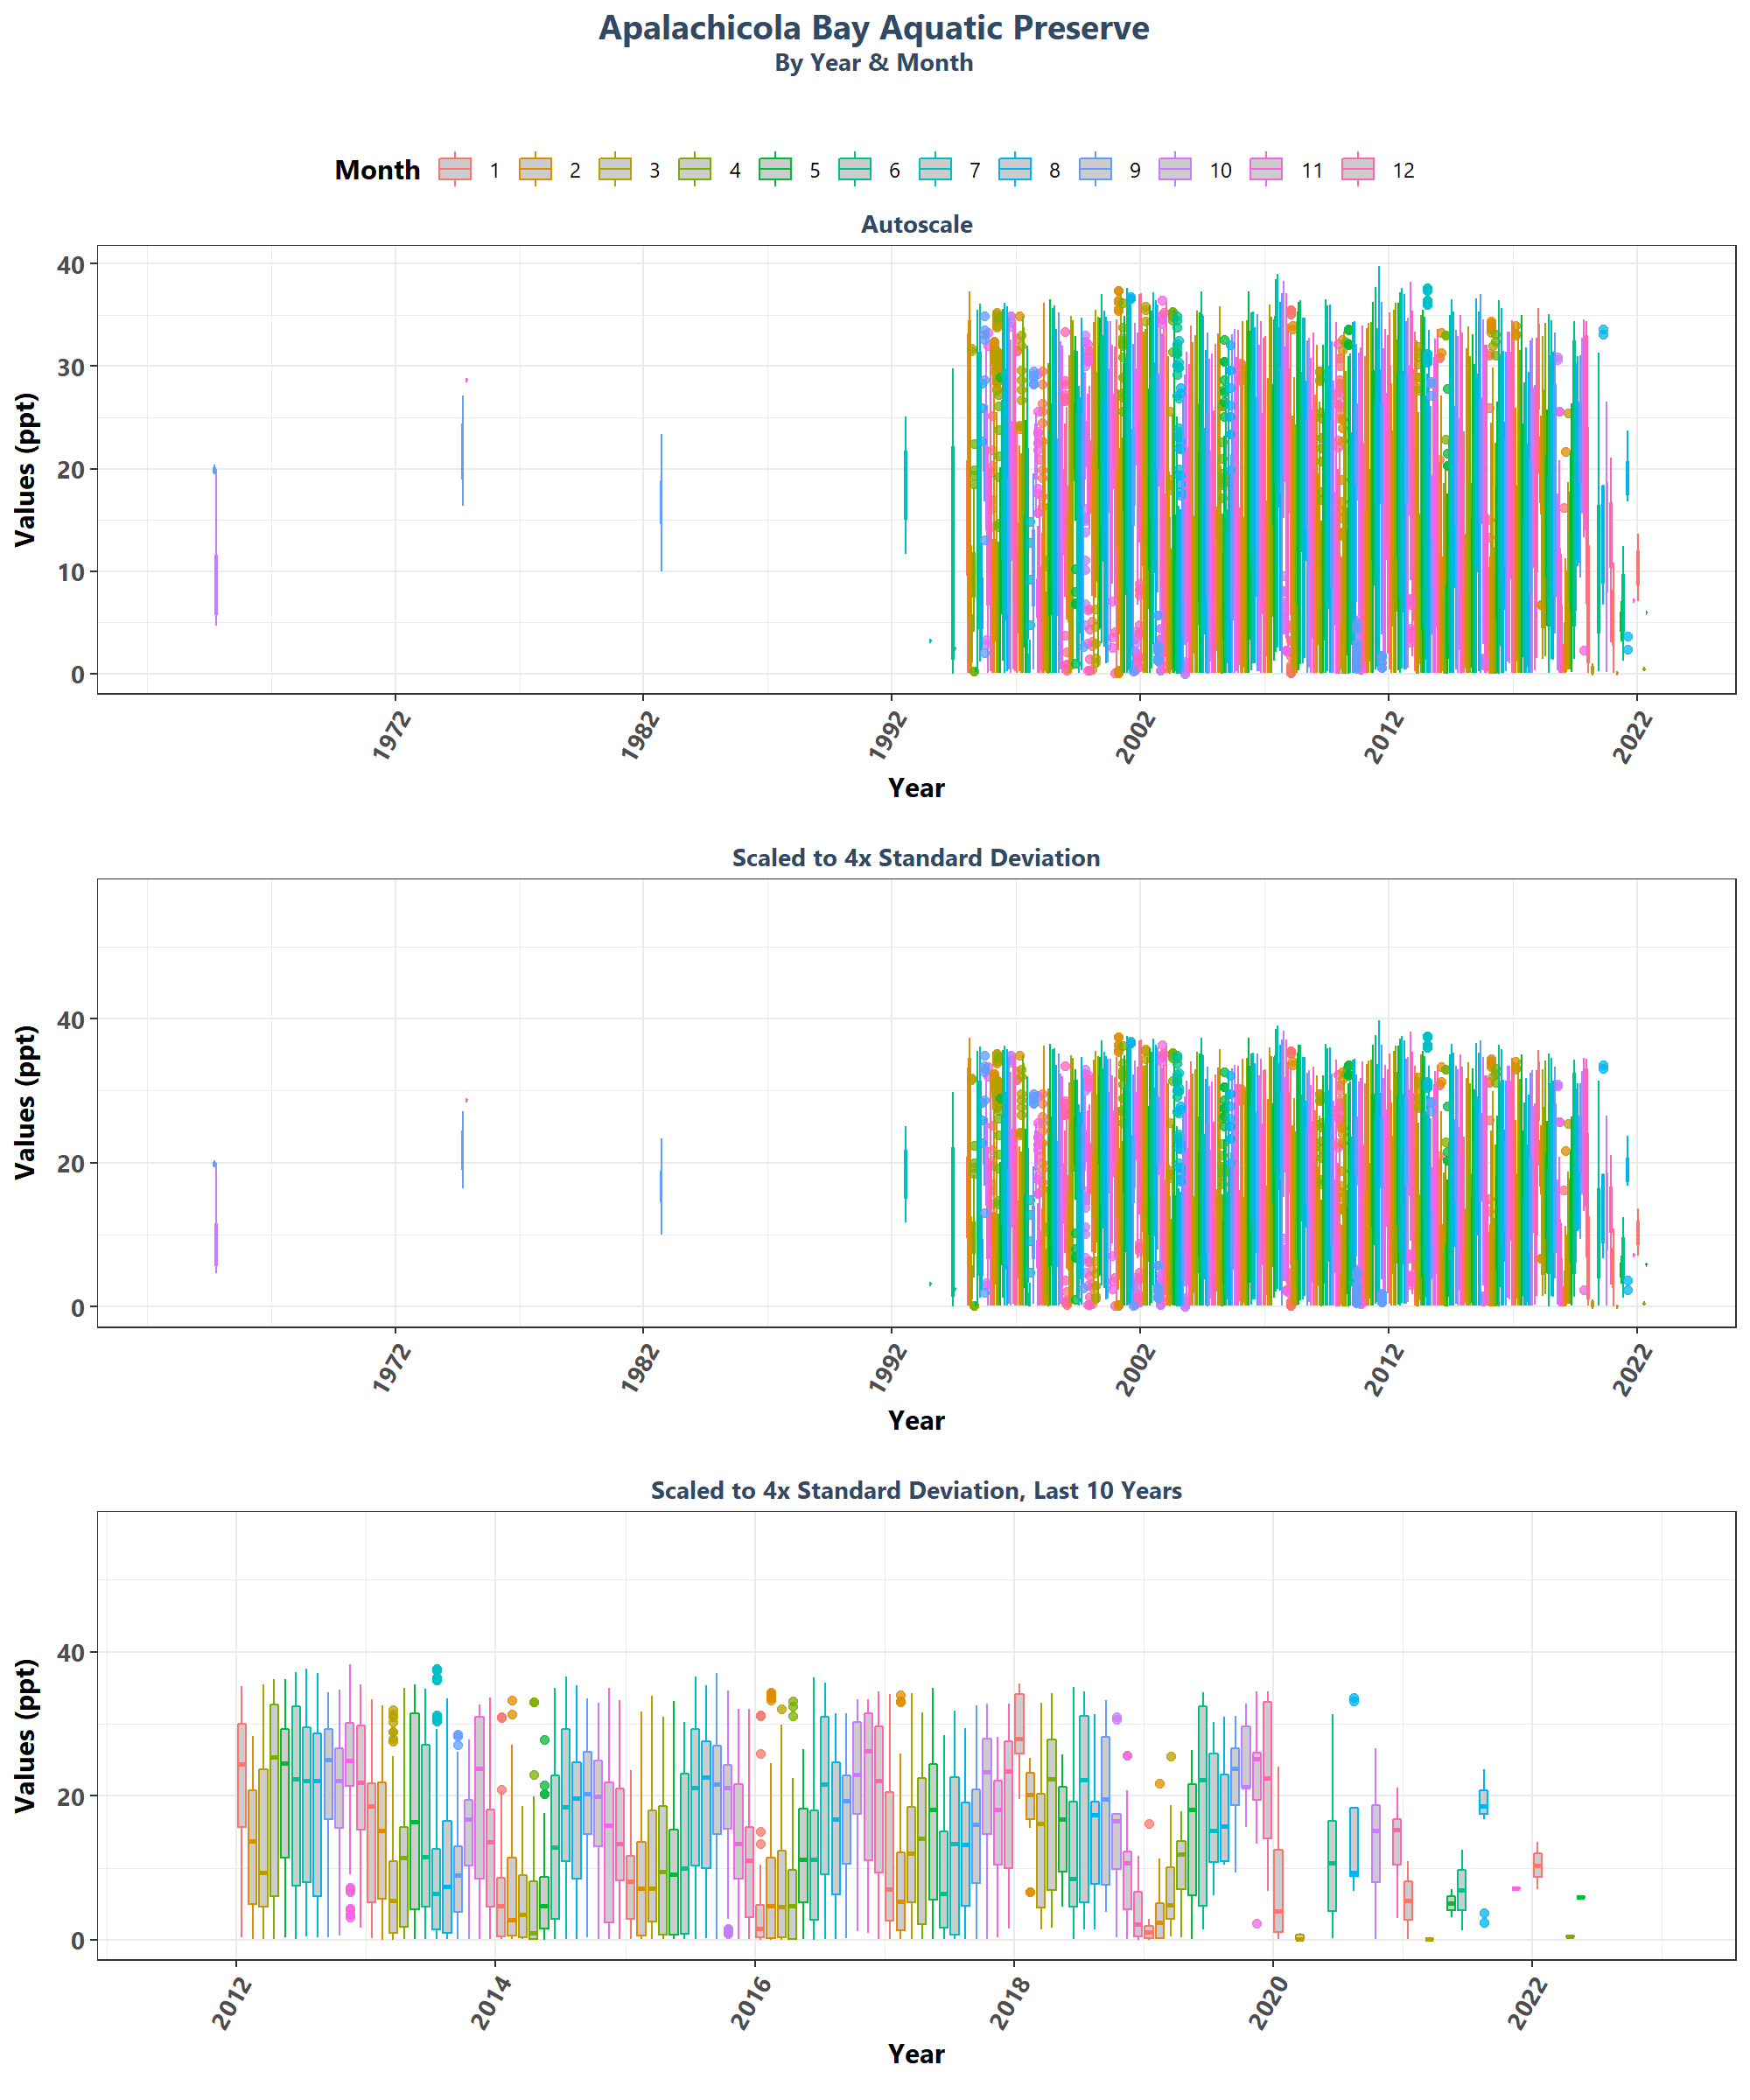 Apalachicola Bay Aquatic Preserve
By Year & Month
Month 1 2 3 4 5 6 7 8 9 10 11 12
Autoscale
Values (ppt)
40
30
20
10
0
1972 1982 1992 2002 2012 2022
Year
Scaled to 4x Standard Deviation
Values (ppt)
40
20
0
1972 1982 1992 2002 2012 2022
Year
Scaled to 4x Standard Deviation, Last 10 Years
Values (ppt)
40
20
0
2012 2014 2016 2018 2020 2022
Year